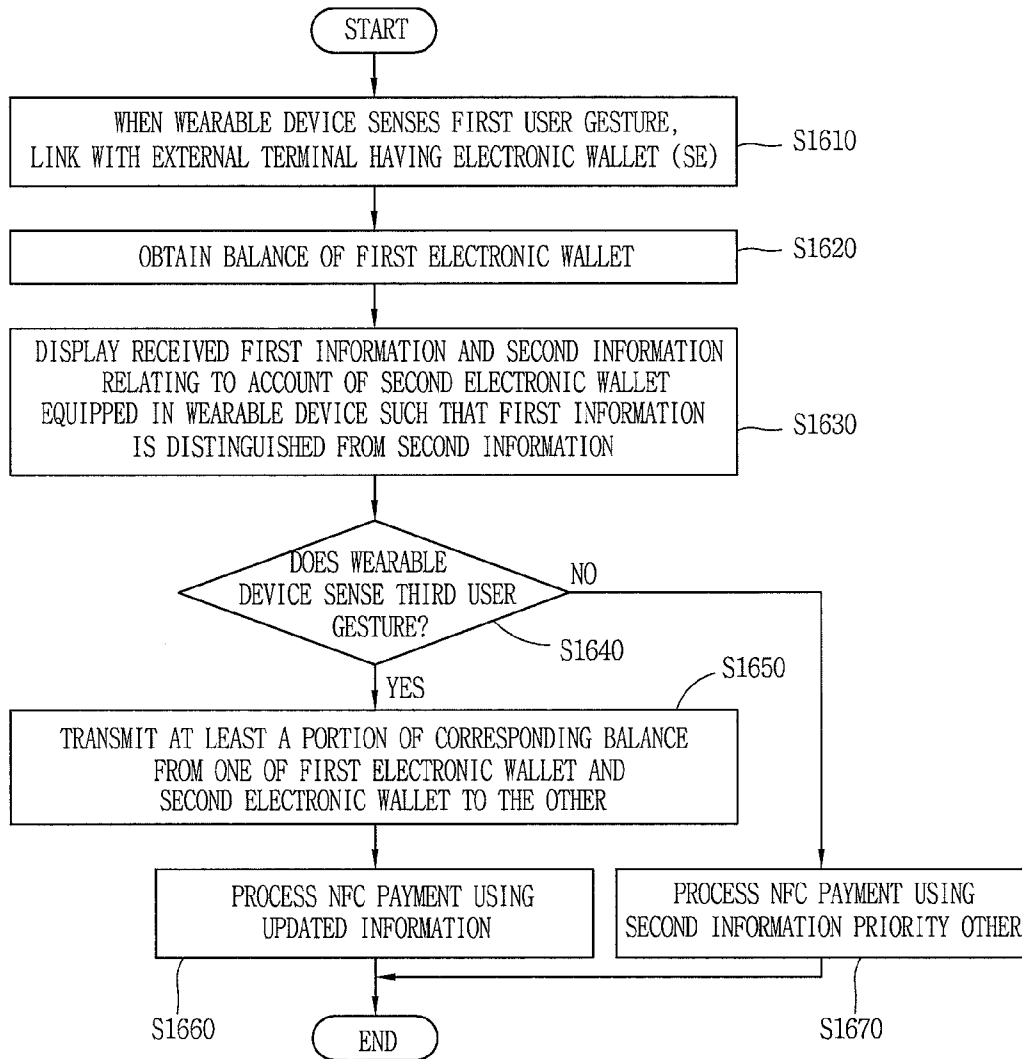 START
WHEN WEARABLE DEVICE SENSES FIRST USER GESTURE,
LINK WITH EXTERNAL TERMINAL HAVING ELECTRONIC WALLET (SE)
S1610
OBTAIN BALANCE OF FIRST ELECTRONIC WALLET
S1620
DISPLAY RECEIVED FIRST INFORMATION AND SECOND INFORMATION
RELATING TO ACCOUNT OF SECOND ELECTRONIC WALLET
EQUIPPED IN WEARABLE DEVICE SUCH THAT FIRST INFORMATION
IS DISTINGUISHED FROM SECOND INFORMATION
S1630
DOES WEARABLE
DEVICE SENSE THIRD USER
GESTURE?
NO
S1640
YES
S1650
TRANSMIT AT LEAST A PORTION OF CORRESPONDING BALANCE
FROM ONE OF FIRST ELECTRONIC WALLET AND
SECOND ELECTRONIC WALLET TO THE OTHER
PROCESS NFC PAYMENT USING
UPDATED INFORMATION
PROCESS NFC PAYMENT USING
SECOND INFORMATION PRIORITY OTHER
S1660
S1670
END